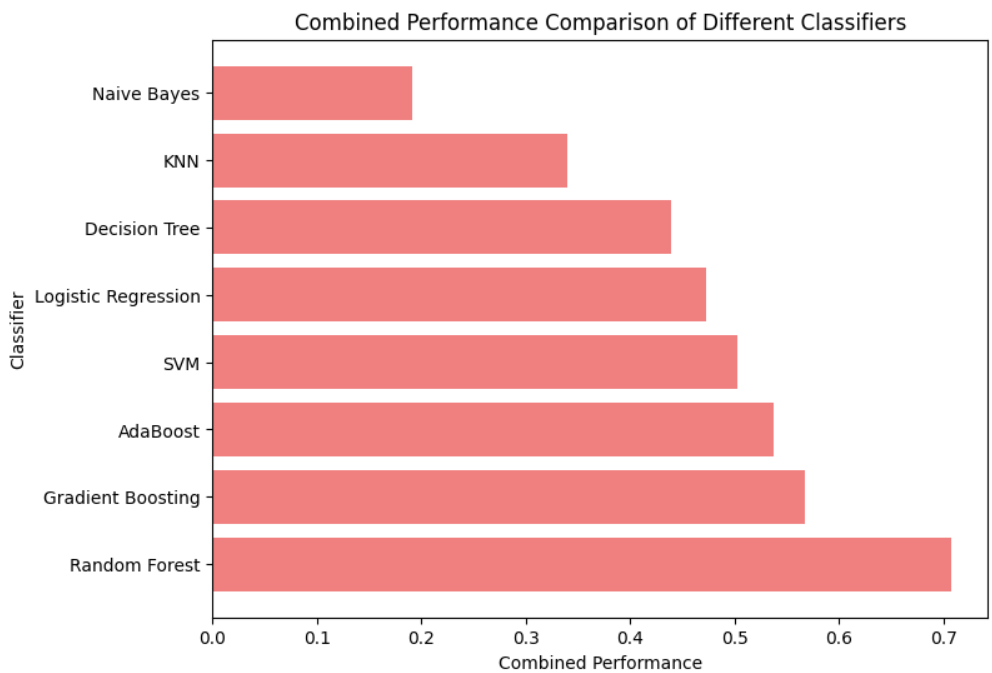 Combined Performance Comparison of Different Classifiers
Naive Bayes
KNN
Decision Tree
Logistic Regression
SVM
AdaBoost
Gradient Boosting
Random Forest
Classifier
0.0 0.1 0.2 0.3 0.4 0.5 0.6 0.7
Combined Performance